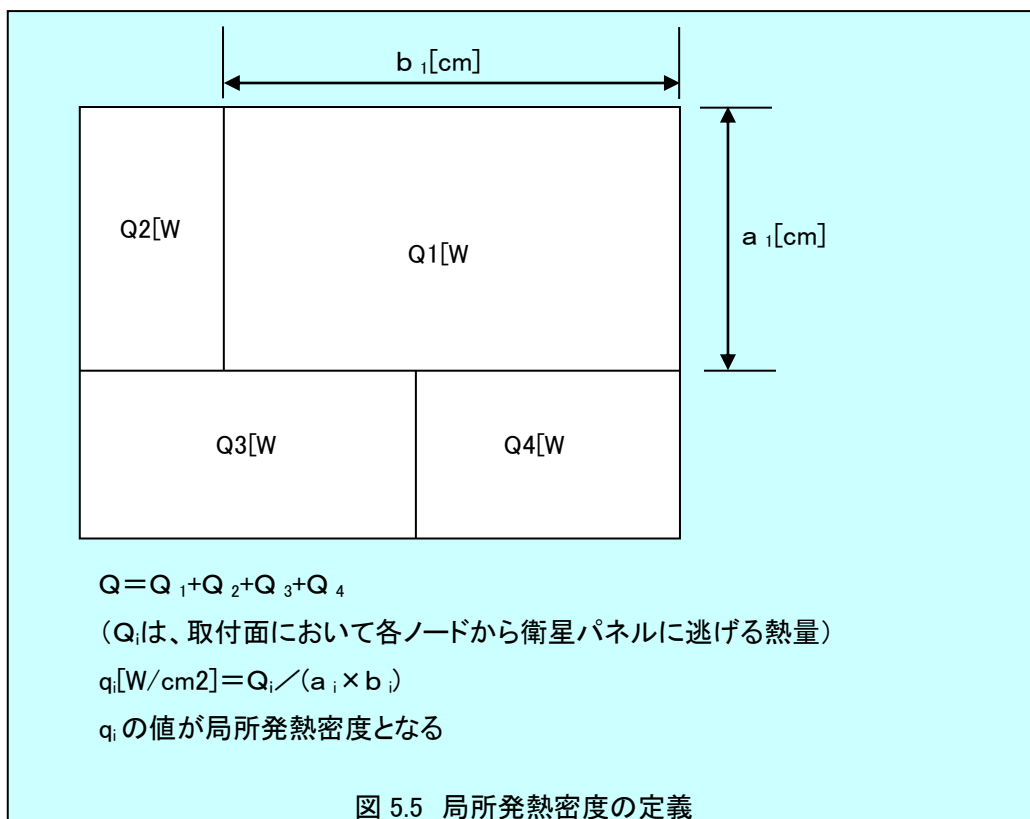 b 1[cm]
a 1[cm]
Q2[W
Q1[W
Q3[W
Q4[W
Q=Q 1+Q 2+Q 3+Q 4
(Qiは、取付面において各ノードから衛星パネルに逃げる熱量)
qi[W/cm2]=Qi/(a i×b i)
qiの値が局所発熱密度となる
図 5.5 局所発熱密度の定義